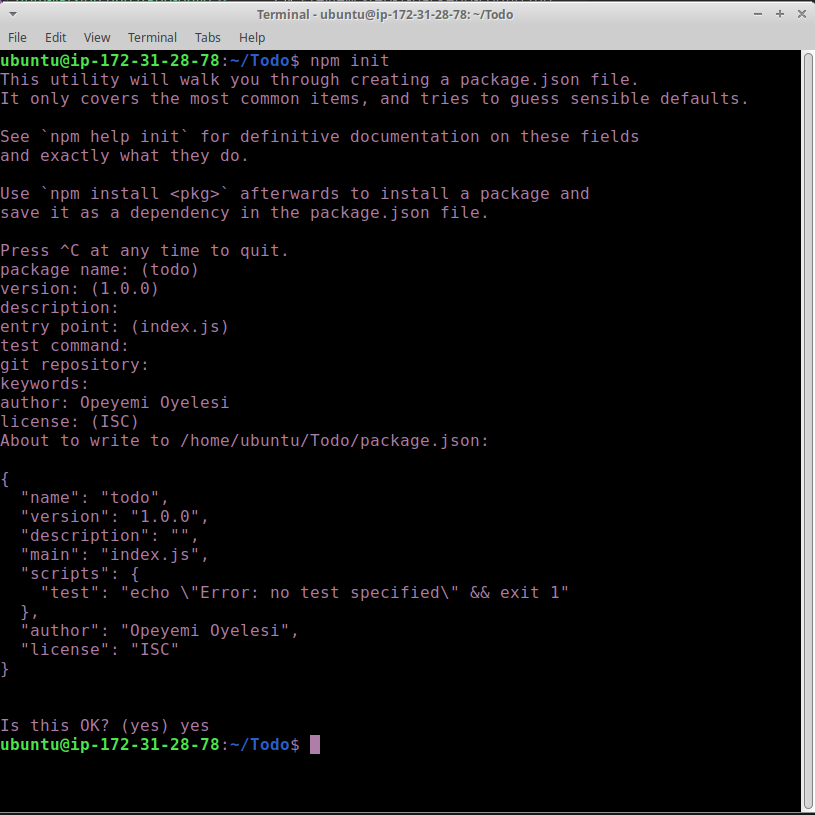 Terminal - ubuntu@ip-172-31-28-78: ~/Todo
File Edit View Terminal Tabs Help
ubuntu@ip-172-31-28-78:~/Todo$ npm init
This utility will walk you through creating a package.json file.
It only covers the most common items, and tries to guess sensible defaults.
See `npm help init` for definitive documentation on these fields
and exactly what they do.
Use `npm install <pkg>` afterwards to install a package and
save it as a dependency in the package.json file.
Press ^C at any time to quit.
package name: (todo)
version: (1.0.0)
description:
entry point: (index.js)
test command:
git repository:
keywords:
author: Opeyemi Oyelesi
license: (ISC)
About to write to /home/ubuntu/Todo/package.json:
{
  "name": "todo",
  "version": "1.0.0",
  "description": "",
  "main": "index.js",
  "scripts": {
    "test": "echo \"Error: no test specified\" && exit 1"
  },
  "author": "Opeyemi Oyelesi",
  "license": "ISC"
}
Is this OK? (yes) yes
ubuntu@ip-172-31-28-78:~/Todo$